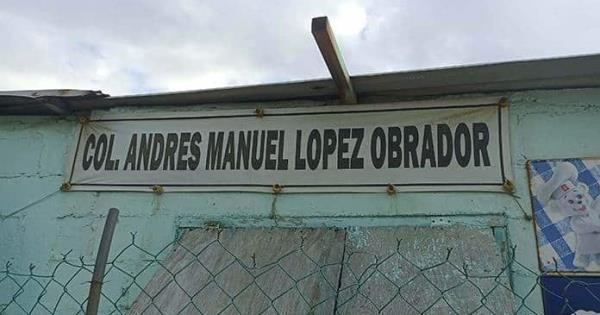 COL. ANDRES MANUEL LOPEZ OBRADOR